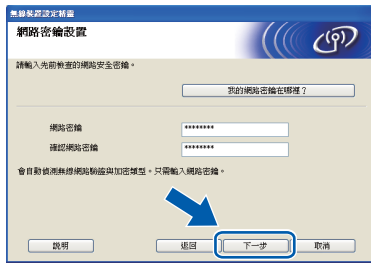 無線裝置設定精靈
網路密鑰設置
請輸入先前檢查的網路安全密鑰。
我的網路密鑰在哪裡？
網路密鑰 ********
確認網路密鑰 ********
會自動偵測無線網路驗證與加密類型。只需輸入網路密鑰。
說明 返回 下一步 取消